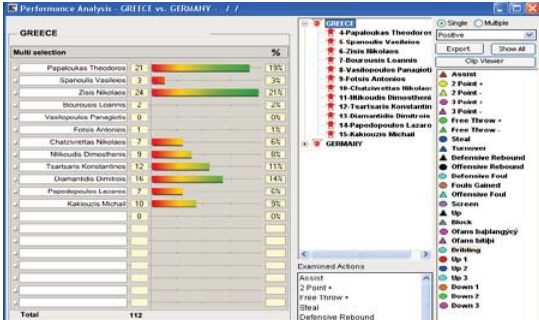 Performance Analysis - GREECE vs. GERMANY - / /
GREECE
Multi selection %
Papaloukas Theodoros 21 19%
Spanoulis Vasileios 3 3%
Zisis Nikolaos 24 21%
Bourousis Loannis 2 2%
Vasilopoulos Panagiotis 0 0%
Fotsis Antonios 1 1%
Chatzivrettas Nikolaos 7 6%
Ntikoudis Dimosthenis 9 8%
Tsartsaris Konstantinos 12 11%
Diamantidis Dimitrois 16 14%
Papadopoulos Lazaros 7 6%
Kakiouzis Michail 10 9%
0 0%
Total 112
GREECE
4-Papaloukas Theodoros
5-Spanoulis Vasileios
6-Zisis Nikolaos
7-Bourousis Loannis
8-Vasilopoulos Panagioti
9-Fotsis Antonios
10-Chatzivrettas Nikolaos
11-Ntikoudis Dimostheni
12-Tsartsaris Konstantin
13-Diamantidis Dimitrois
14-Papadopoulos Lazaro
15-Kakiouzis Michail
GERMANY
Examined Actions
Assist
2 Point +
Free Throw +
Steal
Defensive Rebound
Single Multiple
Positive
Export Show All
Clip Viewer
Assist
2 Point +
2 Point -
3 Point +
3 Point -
Free Throw +
Free Throw -
Steal
Turnover
Defensive Rebound
Offensive Rebound
Defensive Foul
Fouls Gained
Offensive Foul
Screen
Up
Block
Ofans baþlangýcý
Ofans bitiþi
Dribling
Up 1
Up 2
Up 3
Down 1
Down 2
Down 3